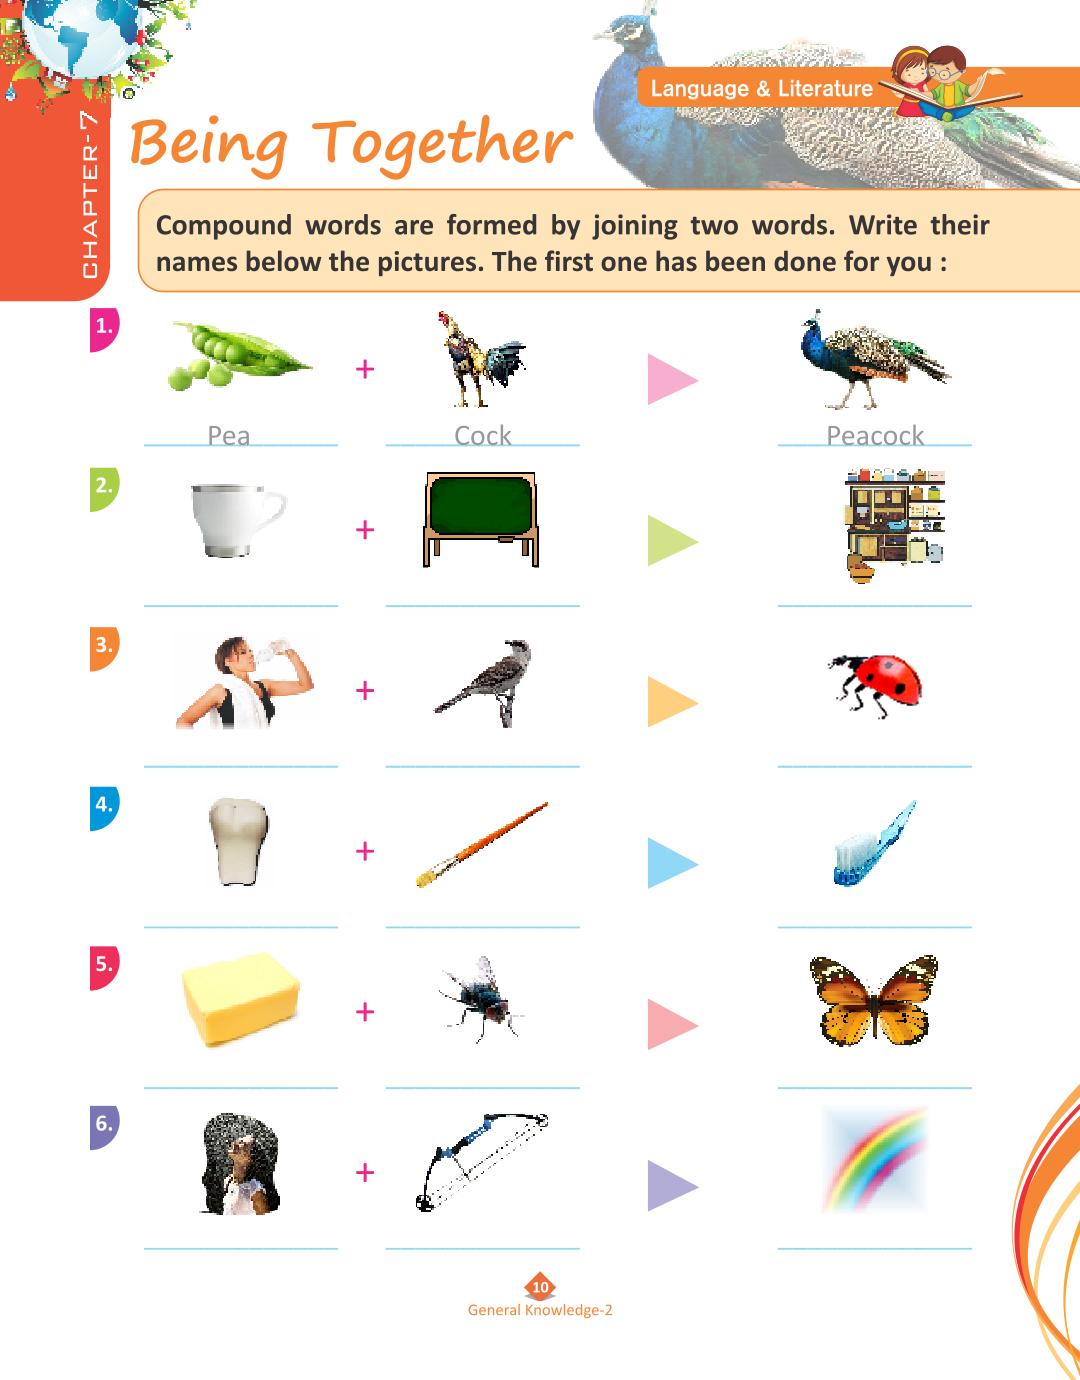 Language & Literature
CHAPTER-7
Being Together
Compound words are formed by joining two words. Write their
names below the pictures. The first one has been done for you :
1.
+
Pea
Cock
Peacock
2.
+
3.
+
4.
+
5.
+
6.
+
10
General Knowledge-2